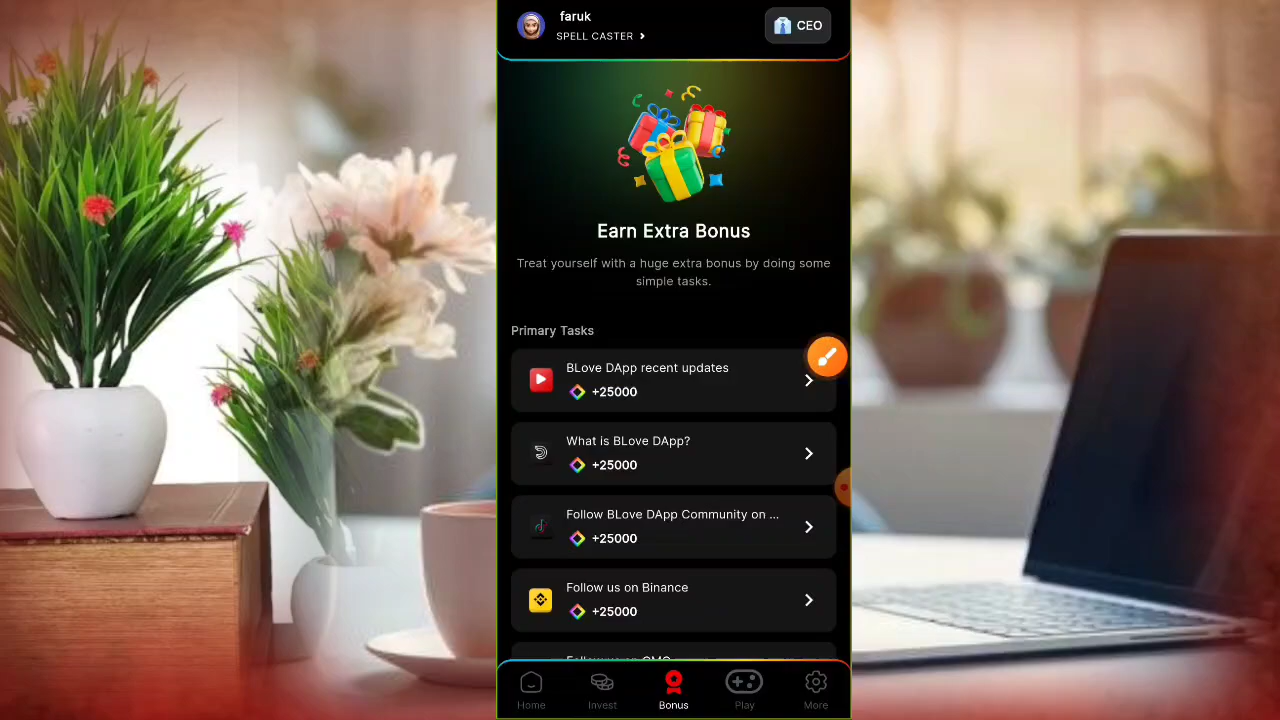 faruk
SPELL CASTER
CEO
Earn Extra Bonus
Treat yourself with a huge extra bonus by doing some
simple tasks.
Primary Tasks
BLove DApp recent updates
+25000
What is BLove DApp?
+25000
Follow BLove DApp Community on ...
+25000
Follow us on Binance
+25000
Home
Invest
Bonus
Play
More